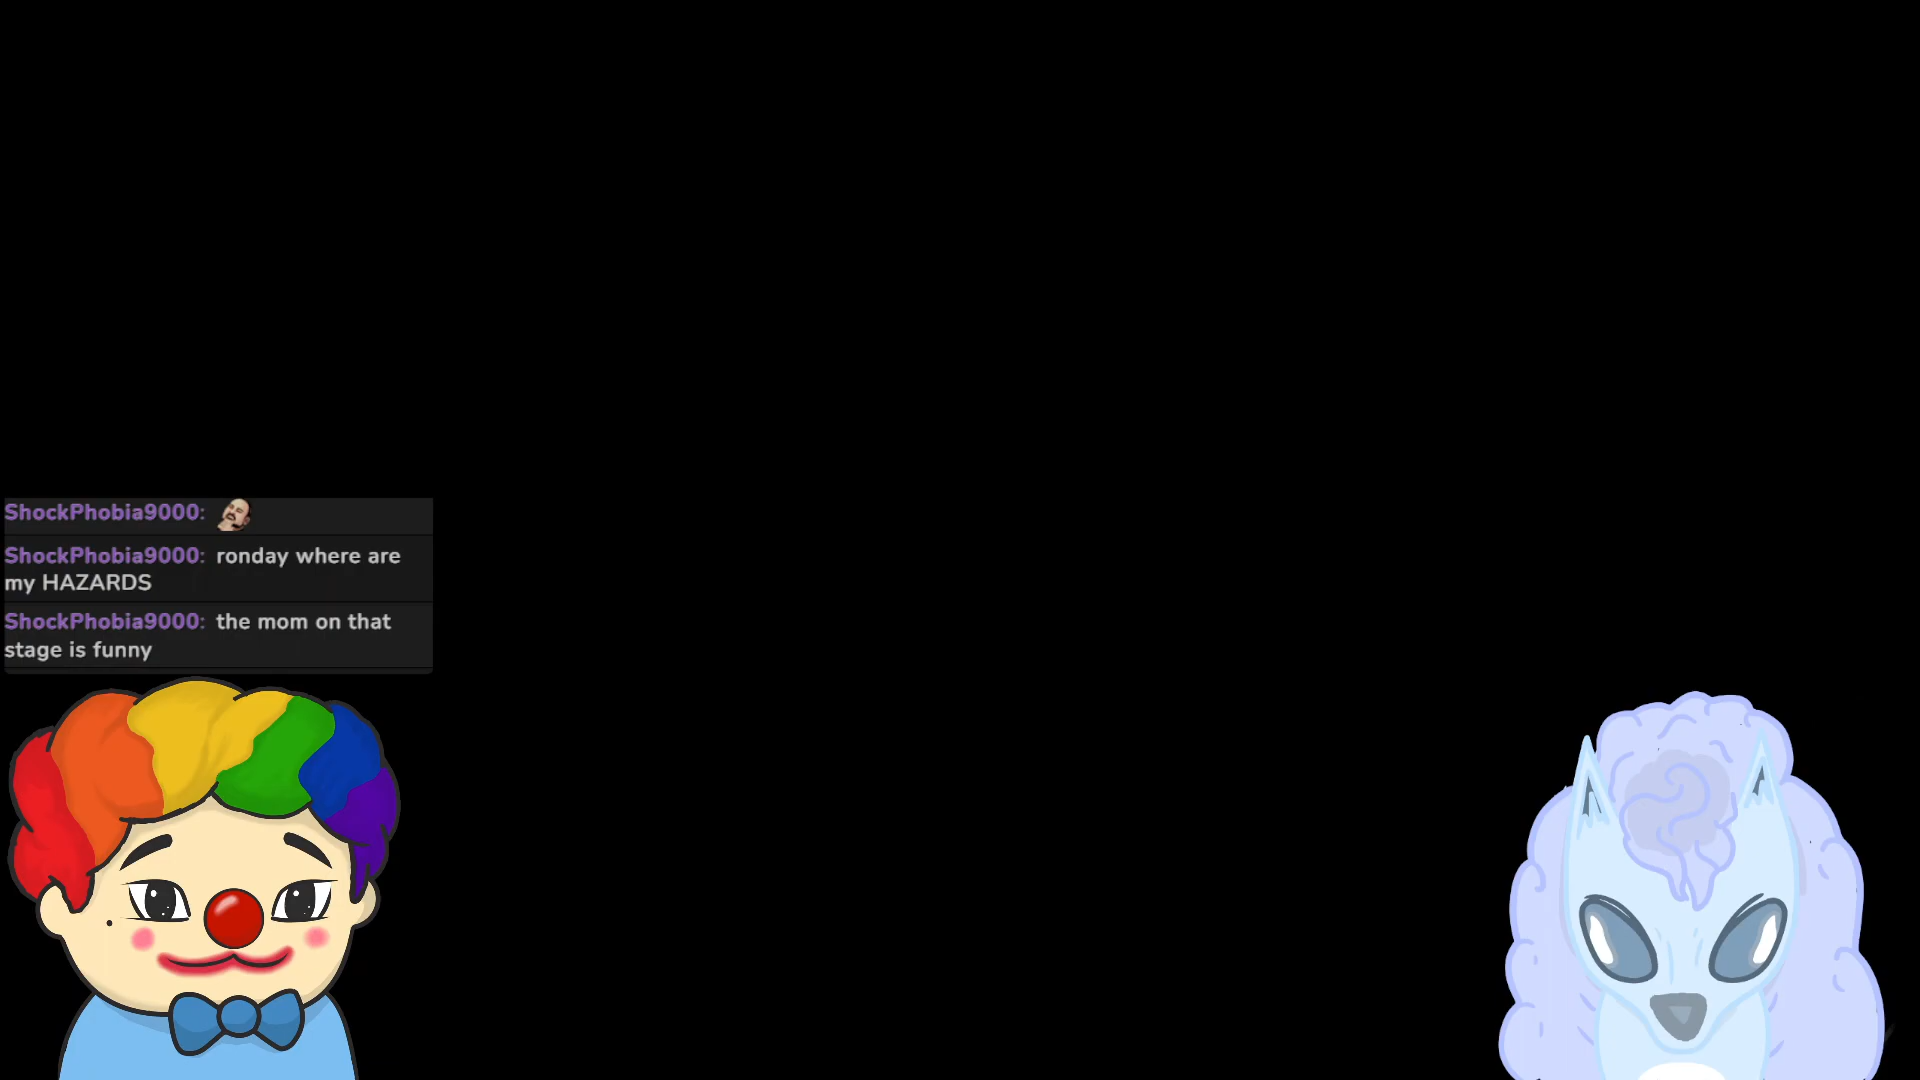 ShockPhobia9000:
ShockPhobia9000: ronday where are
my HAZARDS
ShockPhobia9000: the mom on that
stage is funny